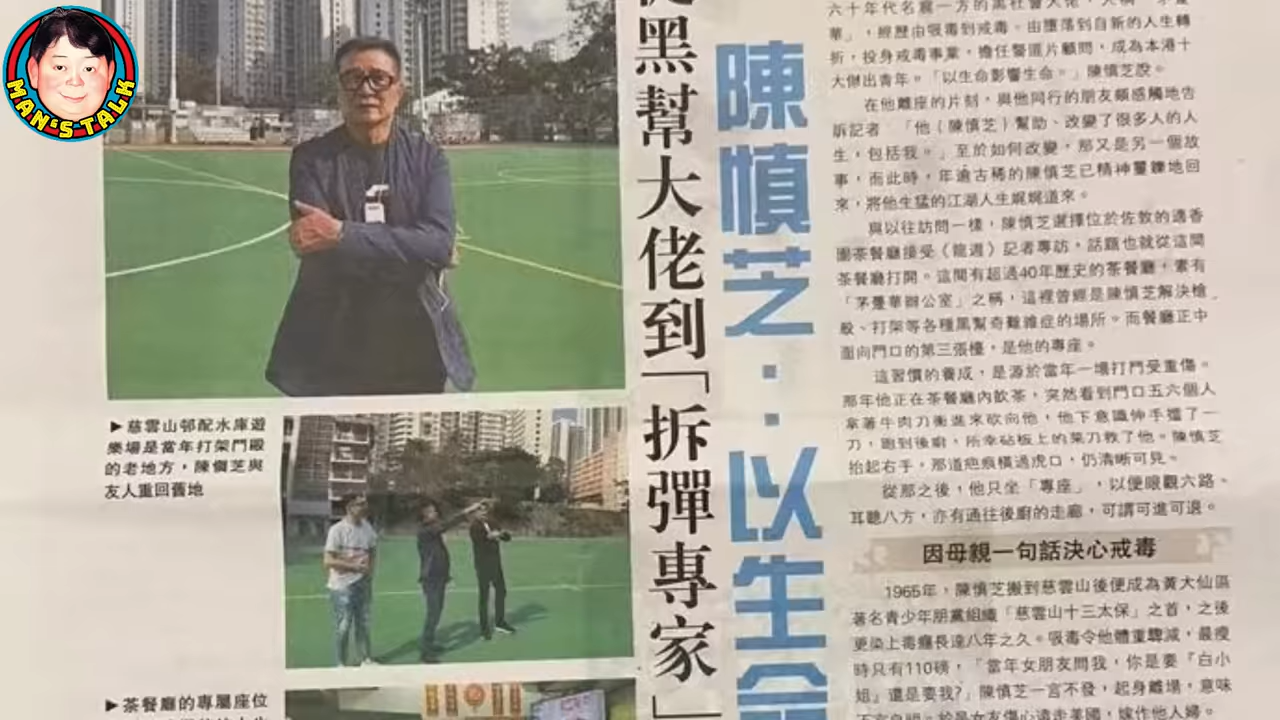 MAN'S TALK
黑幫大佬到「拆彈專家」
陳慎芝：以生命
六十年代名震一方的黑社會大佬，人稱「茅躉
華」，經歷由吸毒到戒毒、由墮落到自新的人生轉
折，投身戒毒事業，擔任警匪片顧問，成為本港十
大傑出青年。「以生命影響生命。」陳慎芝說。
在他離座的片刻，與他同行的朋友頗感觸地告
訴記者：「他（陳慎芝）幫助、改變了很多人的人
生，包括我。」至於如何改變，那又是另一個故
事，而此時，年逾古稀的陳慎芝已精神矍鑠地回
來，將他生猛的江湖人生娓娓道來。
與以往訪問一樣，陳慎芝選擇位於佐敦的適香
園茶餐廳接受《龍週》記者專訪，話題也就從這間
茶餐廳打開。這間有超過40年歷史的茶餐廳，素有
「茅躉華辦公室」之稱，這裡曾經是陳慎芝解決槍
殺、打架等各種黑幫奇難雜症的場所。而餐廳正中
面向門口的第三張檯，是他的專座。
這習慣的養成，是源於當年一場打鬥受重傷。
那年他正在茶餐廳內飲茶，突然看到門口五六個人
拿著牛肉刀衝進來砍向他，他下意識伸手擋了一
刀，跑到後廚，所幸砧板上的菜刀救了他。陳慎芝
抬起右手，那道疤痕橫過虎口，仍清晰可見。
從那之後，他只坐「專座」，以便眼觀六路、
耳聽八方，亦有通往後廚的走廊，可謂可進可退。
因母親一句話決心戒毒
1965年，陳慎芝搬到慈雲山後便成為黃大仙區
著名青少年朋黨組織「慈雲山十三太保」之首，之後
更染上毒癮長達八年之久。吸毒令他體重驟減，最瘦
時只有110磅，「當年女朋友問我，你是要『白小
姐』還是要我？」陳慎芝一言不發，起身離場，意味
不言自明。於是女友傷心遠走美國，嫁作他人婦。
▶慈雲山邨配水庫遊
樂場是當年打架鬥毆
的老地方，陳慎芝與
友人重回舊地
▶茶餐廳的專屬座位